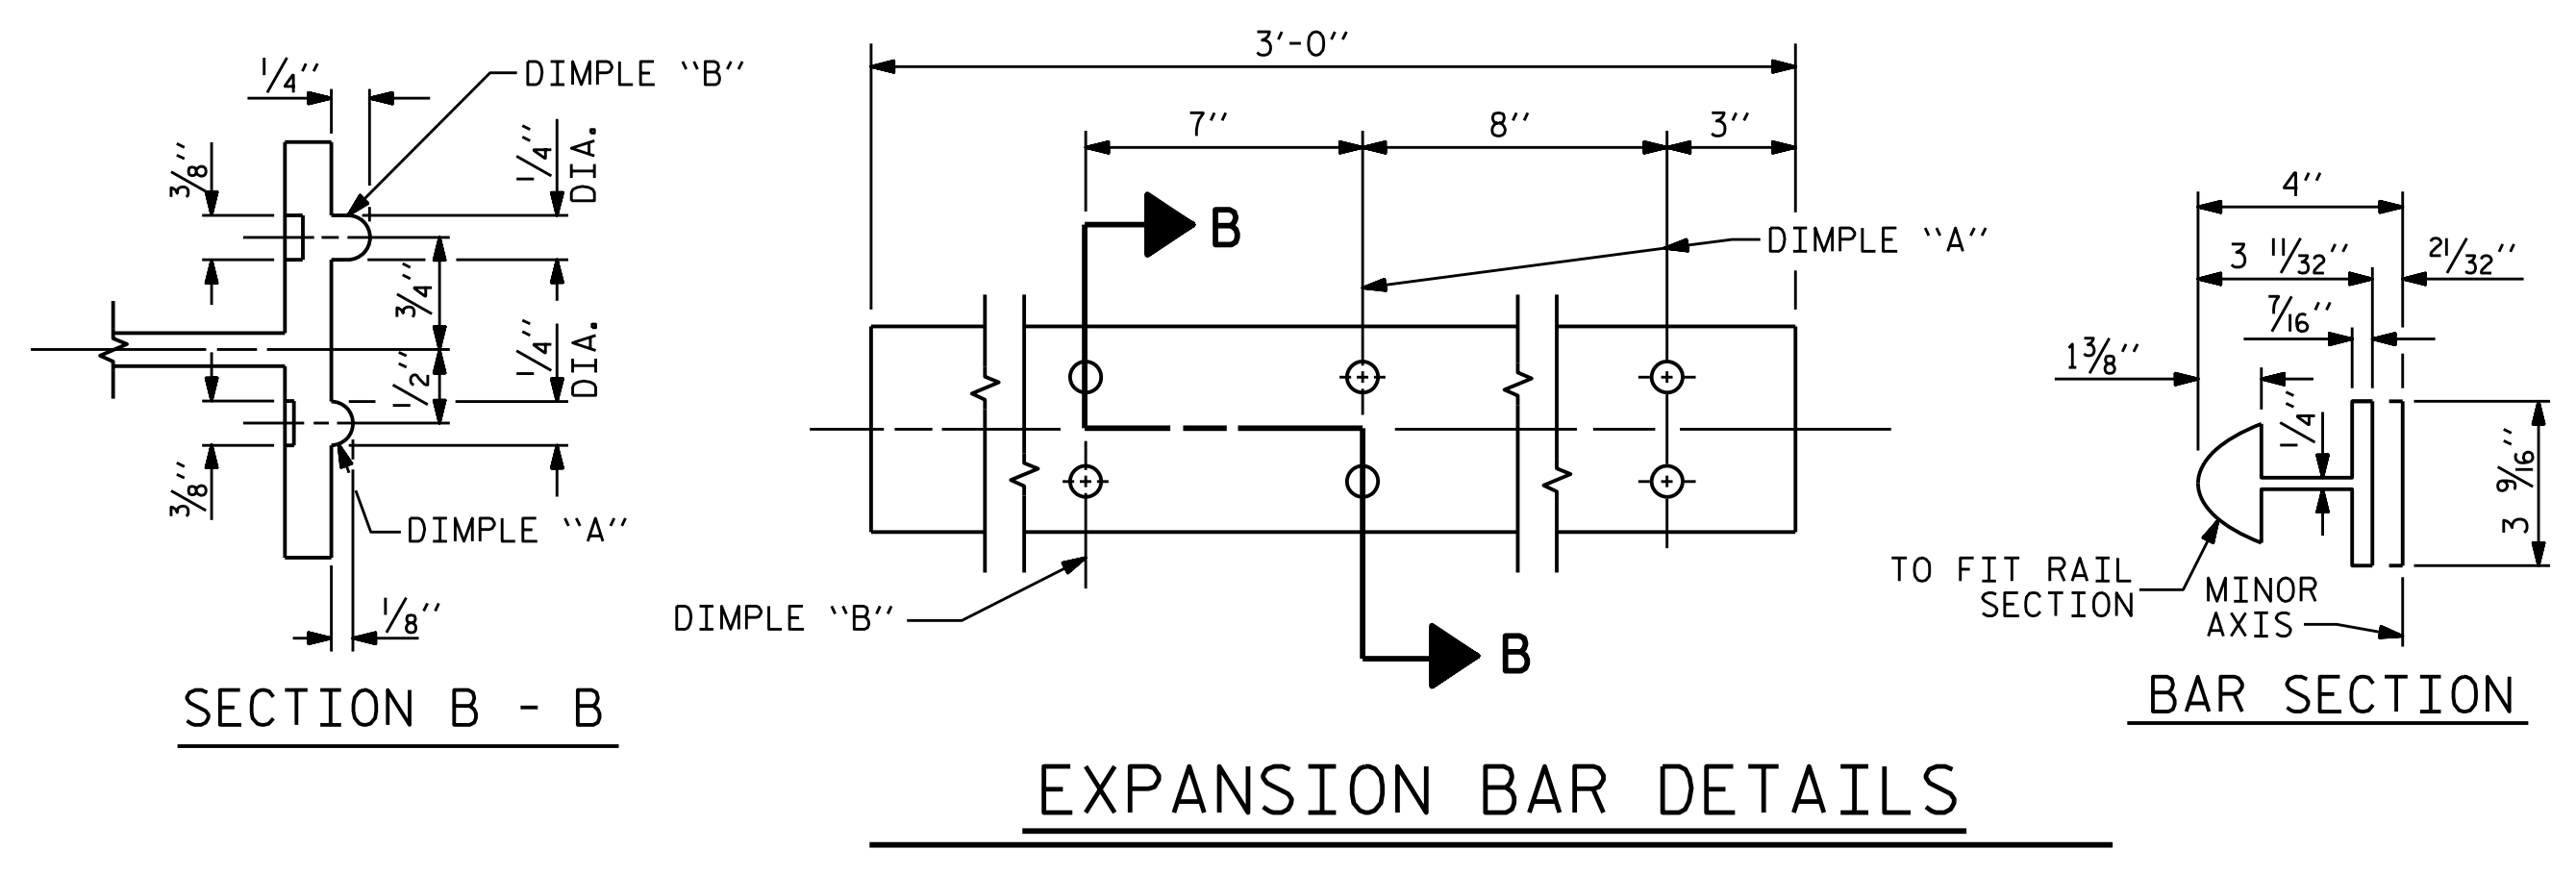 1/4"
DIMPLE "B"
3/8"
1/4" DIA.
3/4"
1/4" DIA.
1/2"
3/8"
DIMPLE "A"
1/8"
SECTION B - B
3'-0"
7"
8"
3"
B
DIMPLE "A"
DIMPLE "B"
B
EXPANSION BAR DETAILS
4"
3 11/32"
21/32"
7/16"
1 3/8"
1/4"
3 9/16"
TO FIT RAIL
SECTION
MINOR
AXIS
BAR SECTION